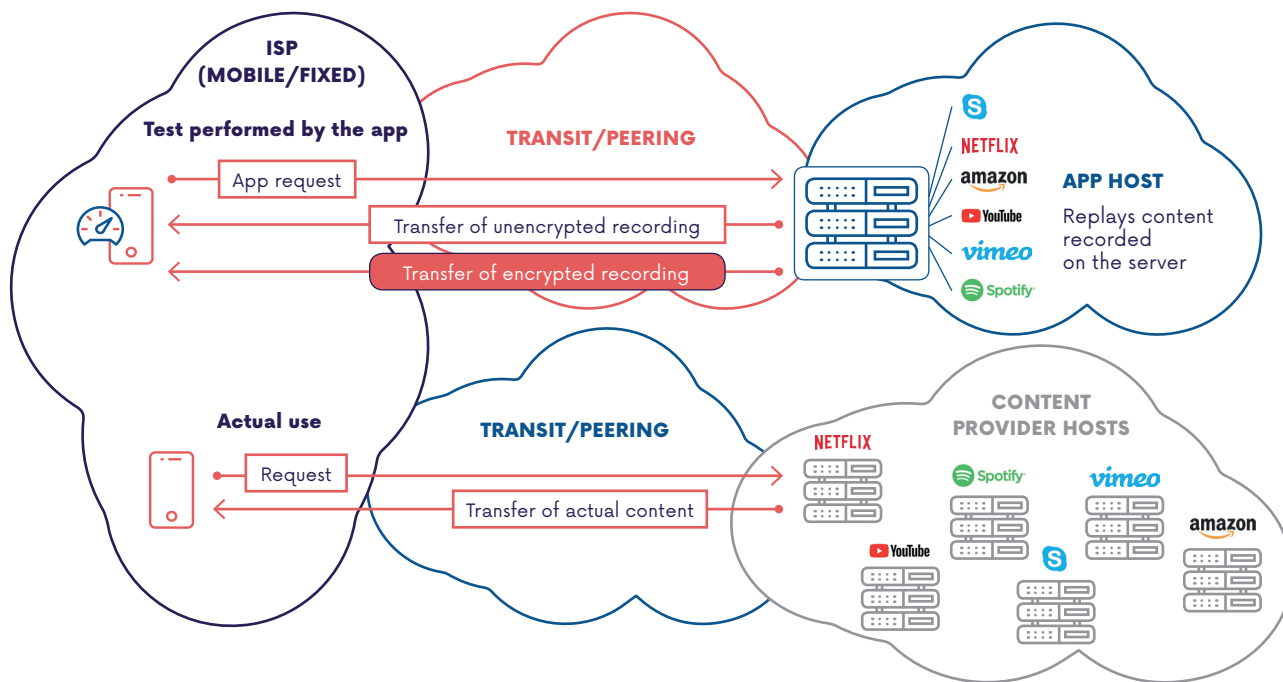 ISP
(MOBILE/FIXED)
Test performed by the app
TRANSIT/PEERING
App request
Transfer of unencrypted recording
Transfer of encrypted recording
S
NETFLIX
amazon
YouTube
vimeo
Spotify
APP HOST
Replays content
recorded
on the server
Actual use
TRANSIT/PEERING
Request
Transfer of actual content
CONTENT
PROVIDER HOSTS
NETFLIX
Spotify
vimeo
amazon
YouTube
S